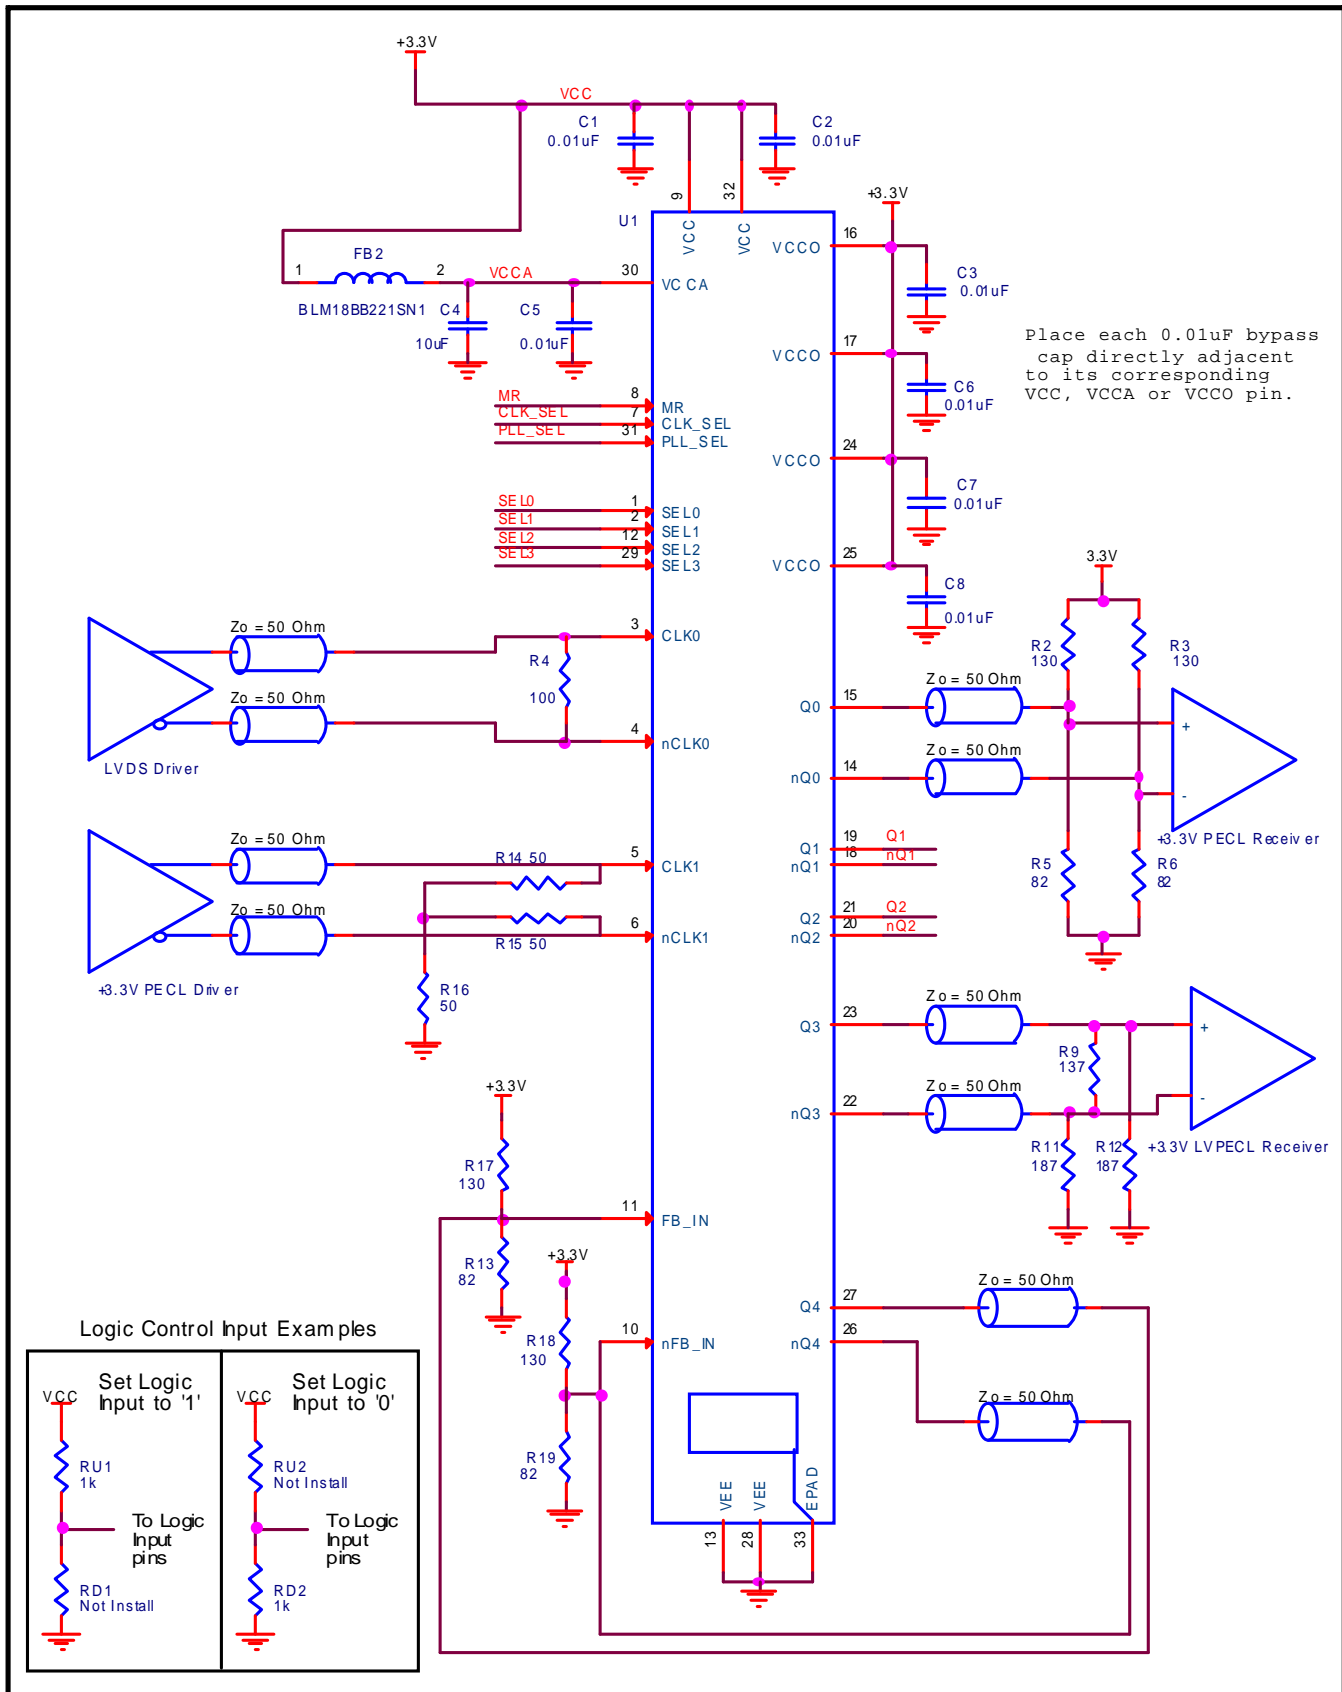 +3.3V
VCC
C1
0.01uF
C2
0.01uF
9
32
+3.3V
U1
VCC
VCC
16
VCCO
FB2
1
2
VCCA
30
VCCA
BLM18BB221SN1
C4
10uF
C5
0.01uF
C3
0.01uF
17
VCCO
Place each 0.01uF bypass
cap directly adjacent
to its corresponding
VCC, VCCA or VCCO pin.
C6
0.01uF
MR
8
MR
CLK_SEL
7
CLK_SEL
PLL_SEL
31
PLL_SEL
24
VCCO
C7
0.01uF
SEL0
1
SEL0
SEL1
2
SEL1
SEL2
12
SEL2
SEL3
29
SEL3
25
VCCO
C8
0.01uF
3.3V
Zo = 50 Ohm
3
CLK0
R4
100
Zo = 50 Ohm
4
nCLK0
LVDS Driver
R2
130
R3
130
Zo = 50 Ohm
15
Q0
+
Zo = 50 Ohm
14
nQ0
-
+3.3V PECL Receiver
Zo = 50 Ohm
5
CLK1
R14 50
Zo = 50 Ohm
R15 50
6
nCLK1
+3.3V PECL Driver
R16
50
19
Q1
Q1
18
nQ1
nQ1
R5
82
R6
82
21
Q2
Q2
20
nQ2
nQ2
Zo = 50 Ohm
23
Q3
+
R9
137
Zo = 50 Ohm
22
nQ3
-
R11
187
R12
187
+3.3V LVPECL Receiver
+3.3V
R17
130
11
FB_IN
R13
82
+3.3V
Zo = 50 Ohm
27
Q4
26
nQ4
10
nFB_IN
R18
130
Zo = 50 Ohm
R19
82
VEE
VEE
EPAD
13
28
33
Logic Control Input Examples
VCC
Set Logic
Input to '1'
RU1
1k
To Logic
Input
pins
RD1
Not Install
VCC
Set Logic
Input to '0'
RU2
Not Install
To Logic
Input
pins
RD2
1k